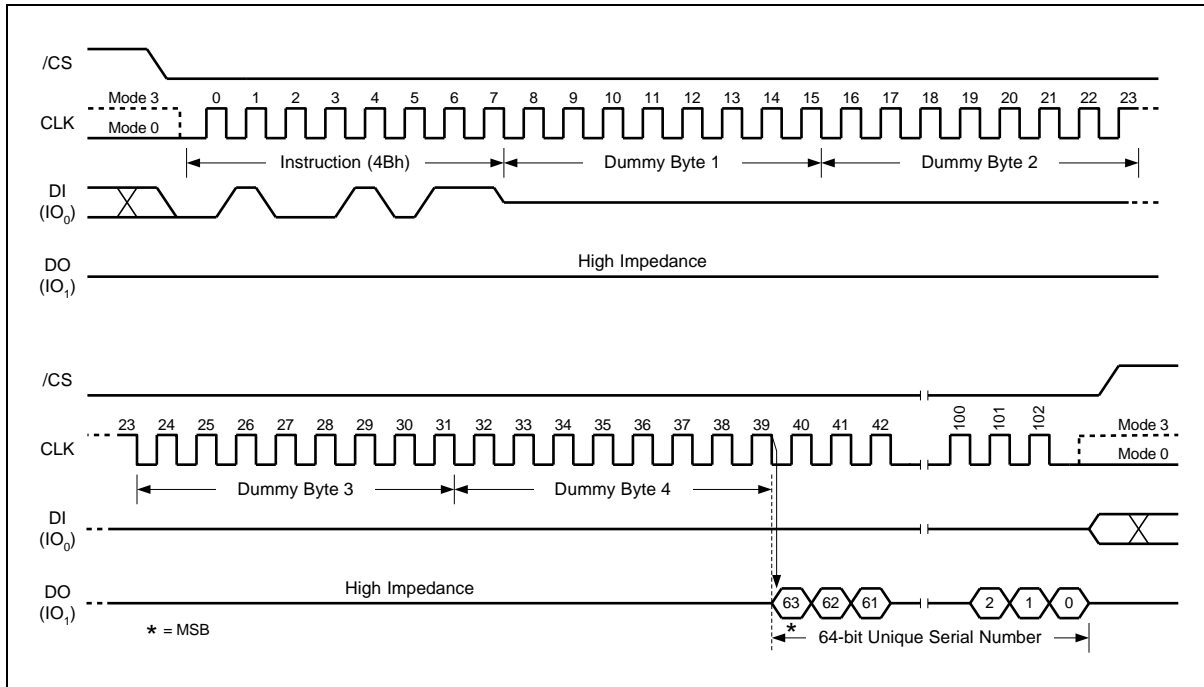 /CS
Mode 3 0 1 2 3 4 5 6 7 8 9 10 11 12 13 14 15 16 17 18 19 20 21 22 23
CLK Mode 0
Instruction (4Bh) Dummy Byte 1 Dummy Byte 2
DI
(IO0)
DO High Impedance
(IO1)
/CS
23 24 25 26 27 28 29 30 31 32 33 34 35 36 37 38 39 40 41 42 100 101 102 Mode 3
CLK Mode 0
Dummy Byte 3 Dummy Byte 4
DI
(IO0)
DO High Impedance
(IO1) 63 62 61 2 1 0
* = MSB * 64-bit Unique Serial Number